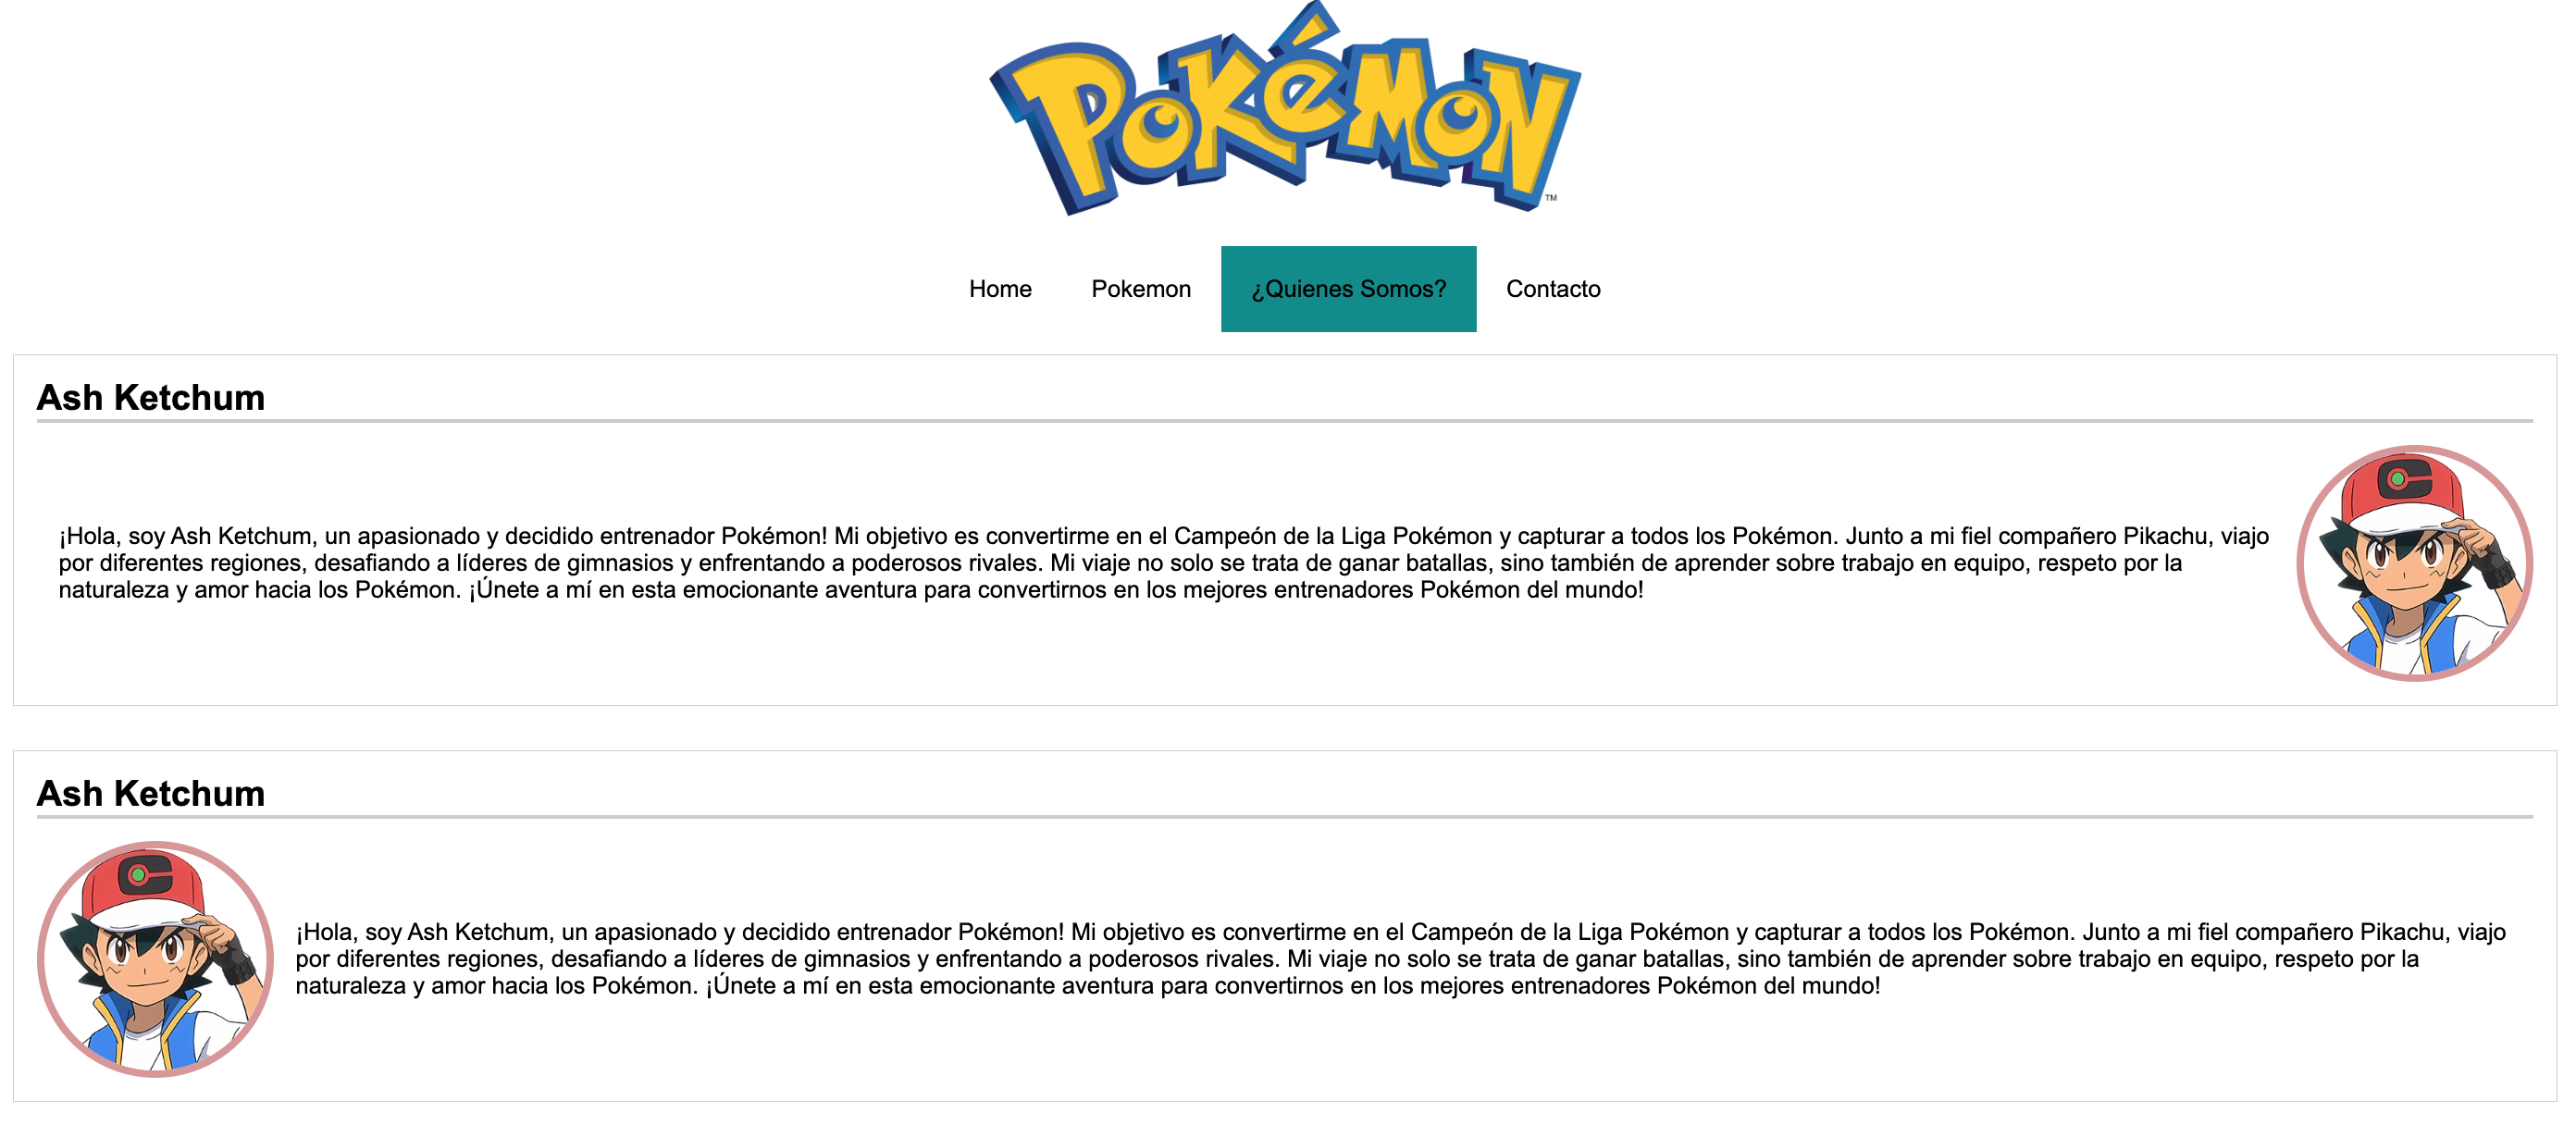 POKéMON
TM
Home Pokemon ¿Quienes Somos? Contacto
Ash Ketchum
¡Hola, soy Ash Ketchum, un apasionado y decidido entrenador Pokémon! Mi objetivo es convertirme en el Campeón de la Liga Pokémon y capturar a todos los Pokémon. Junto a mi fiel compañero Pikachu, viajo
por diferentes regiones, desafiando a líderes de gimnasios y enfrentando a poderosos rivales. Mi viaje no solo se trata de ganar batallas, sino también de aprender sobre trabajo en equipo, respeto por la
naturaleza y amor hacia los Pokémon. ¡Únete a mí en esta emocionante aventura para convertirnos en los mejores entrenadores Pokémon del mundo!
Ash Ketchum
¡Hola, soy Ash Ketchum, un apasionado y decidido entrenador Pokémon! Mi objetivo es convertirme en el Campeón de la Liga Pokémon y capturar a todos los Pokémon. Junto a mi fiel compañero Pikachu, viajo
por diferentes regiones, desafiando a líderes de gimnasios y enfrentando a poderosos rivales. Mi viaje no solo se trata de ganar batallas, sino también de aprender sobre trabajo en equipo, respeto por la
naturaleza y amor hacia los Pokémon. ¡Únete a mí en esta emocionante aventura para convertirnos en los mejores entrenadores Pokémon del mundo!